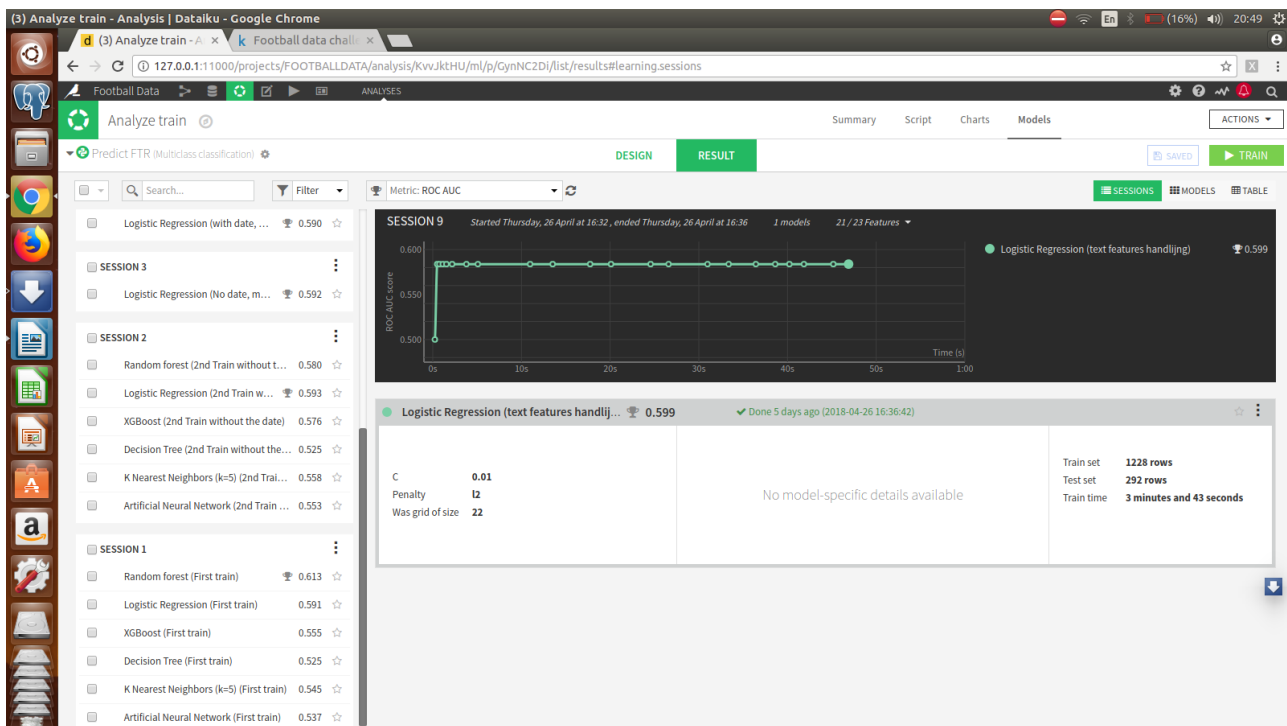 (3) Analyze train - Analysis | Dataiku - Google Chrome
En (16%) 20:49
d (3) Analyze train - A × k Football data challe ×
127.0.0.1:11000/projects/FOOTBALLDATA/analysis/KvvJktHU/ml/p/GynNC2Di/list/results#learning.sessions
Football Data ANALYSES
Analyze train Summary Script Charts Models ACTIONS
Predict FTR (Multiclass classification) DESIGN RESULT SAVED TRAIN
Search... Filter Metric: ROC AUC SESSIONS MODELS TABLE
Logistic Regression (with date, ... 0.590
SESSION 3
Logistic Regression (No date, m... 0.592
SESSION 2
Random forest (2nd Train without t... 0.580
Logistic Regression (2nd Train w... 0.593
XGBoost (2nd Train without the date) 0.576
Decision Tree (2nd Train without the... 0.525
K Nearest Neighbors (k=5) (2nd Trai... 0.558
Artificial Neural Network (2nd Train ... 0.553
SESSION 1
Random forest (First train) 0.613
Logistic Regression (First train) 0.591
XGBoost (First train) 0.555
Decision Tree (First train) 0.525
K Nearest Neighbors (k=5) (First train) 0.545
Artificial Neural Network (First train) 0.537
SESSION 9 Started Thursday, 26 April at 16:32 , ended Thursday, 26 April at 16:36 1 models 21 / 23 Features
ROC AUC score
0.600
0.550
0.500
Time (s)
0s 10s 20s 30s 40s 50s 1:00
Logistic Regression (text features handlijng) 0.599
Logistic Regression (text features handlij... 0.599 Done 5 days ago (2018-04-26 16:36:42)
C 0.01
Penalty l2
Was grid of size 22
No model-specific details available
Train set 1228 rows
Test set 292 rows
Train time 3 minutes and 43 seconds